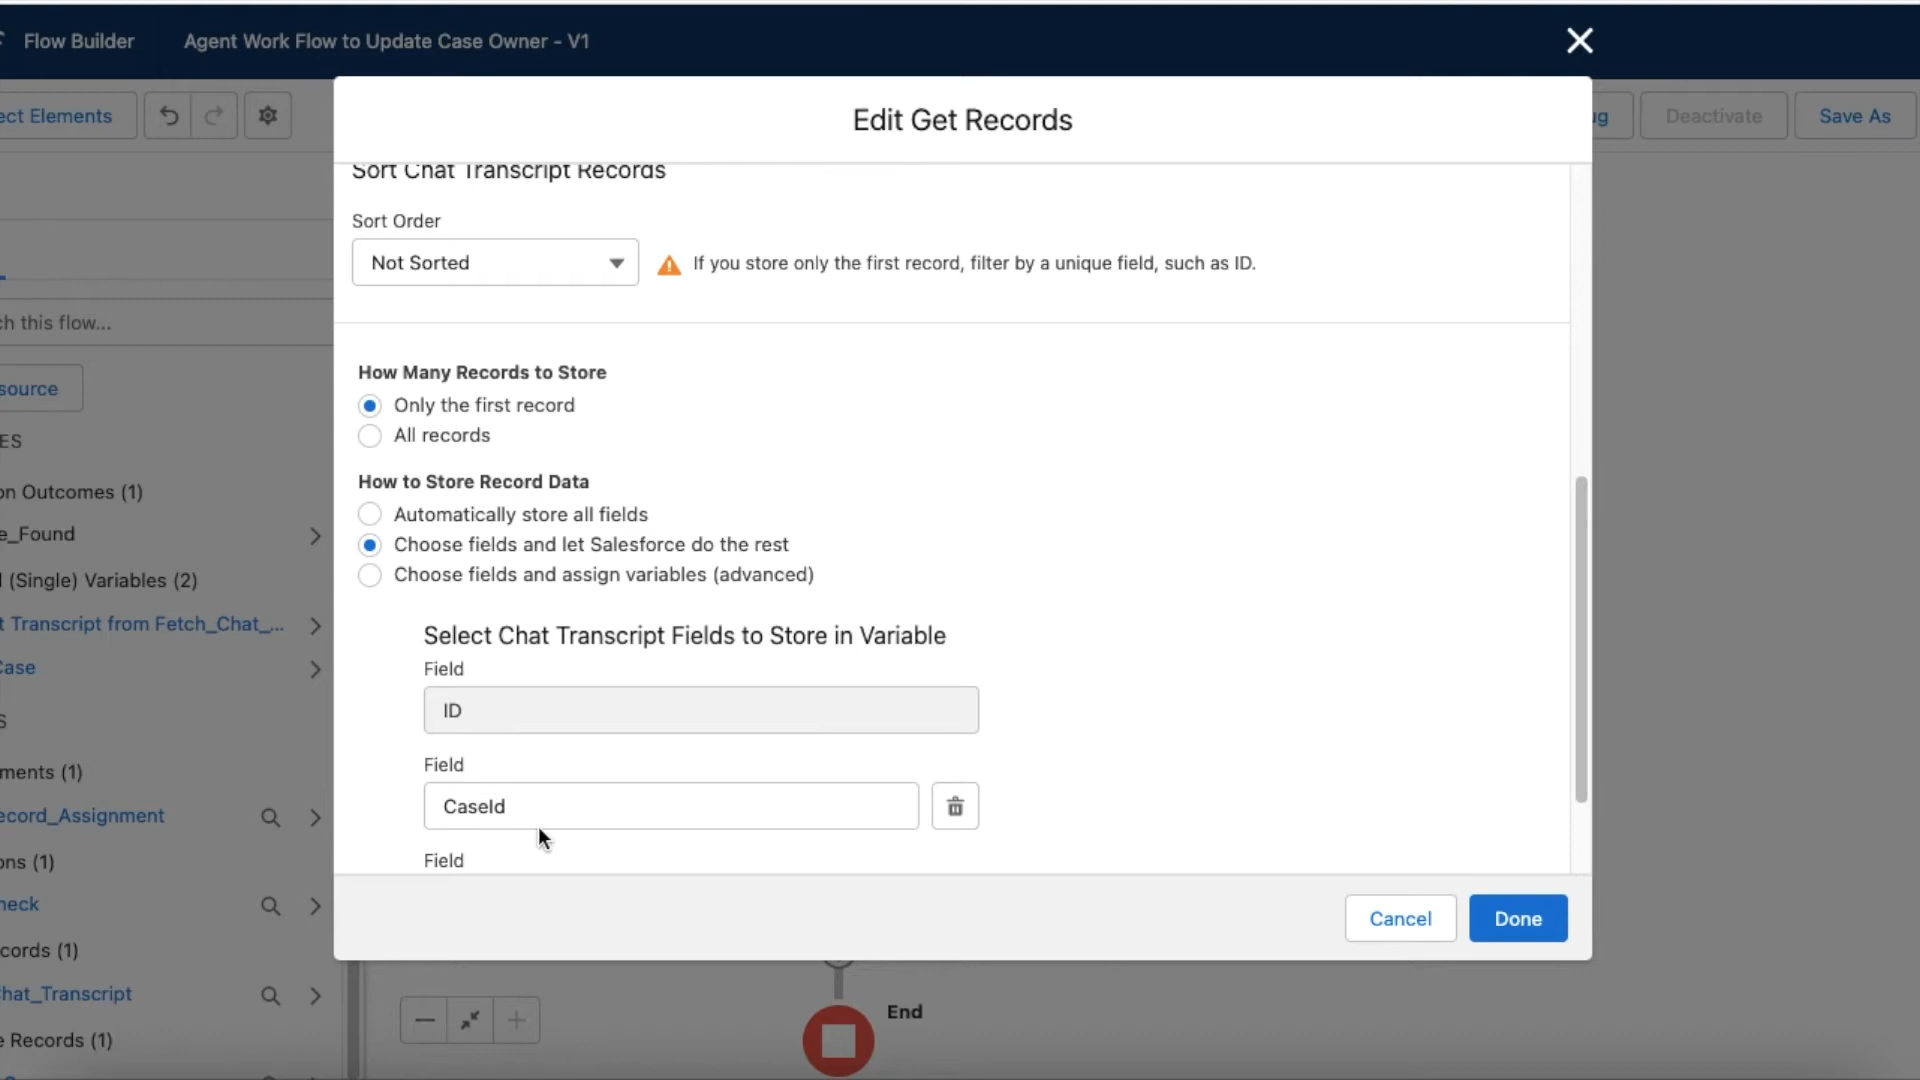 Flow Builder Agent Work Flow to Update Case Owner - V1
ect Elements
ug Deactivate Save As
Edit Get Records
Sort Chat Transcript Records
Sort Order
Not Sorted
If you store only the first record, filter by a unique field, such as ID.
ch this flow...
source
How Many Records to Store
Only the first record
All records
How to Store Record Data
Automatically store all fields
Choose fields and let Salesforce do the rest
Choose fields and assign variables (advanced)
Select Chat Transcript Fields to Store in Variable
Field
ID
Field
CaseId
Field
Cancel Done
ES
on Outcomes (1)
e_Found
(Single) Variables (2)
t Transcript from Fetch_Chat_...
Case
S
ments (1)
ecord_Assignment
ons (1)
heck
cords (1)
Chat_Transcript
e Records (1)
End